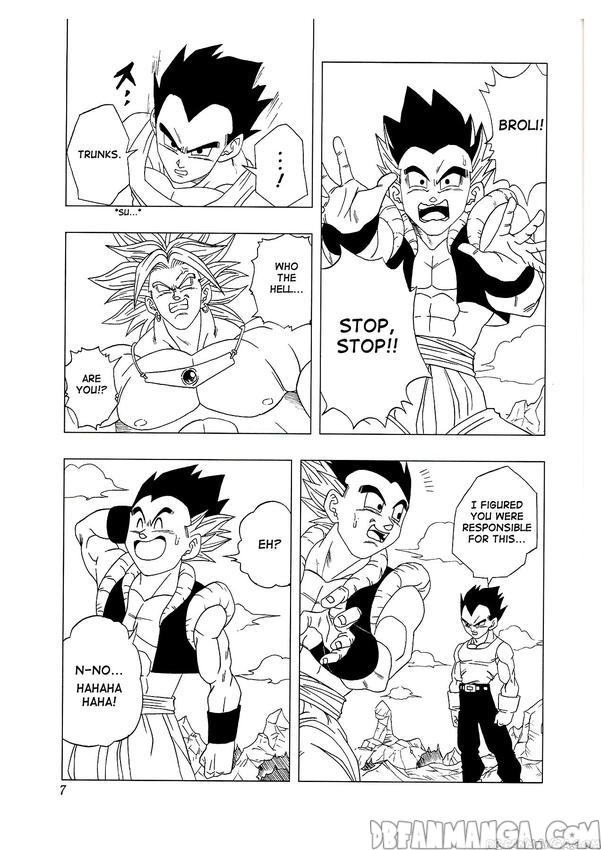 BROLI!
STOP,
STOP!!
...!
TRUNKS.
*SU...*
WHO
THE
HELL...
ARE
YOU!?
I FIGURED
YOU WERE
RESPONSIBLE
FOR THIS...
EH?
N-NO...
HAHAHA
HAHA!
7
DBFANMANGA.COM